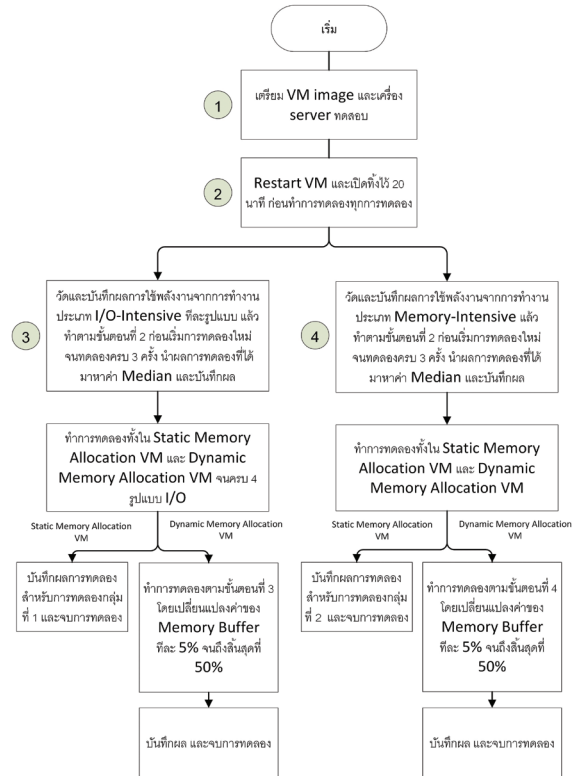 เริ่ม
1
เตรียม VM image และเครื่อง
server ทดสอบ
2
Restart VM และเปิดทิ้งไว้ 20
นาที ก่อนทำการทดลองทุกการทดลอง
3
วัดและบันทึกผลการใช้พลังงานจากการทำงาน
ประเภท I/O-Intensive ทีละรูปแบบ แล้ว
ทำตามขั้นตอนที่ 2 ก่อนเริ่มการทดลองใหม่
จนทดลองครบ 3 ครั้ง นำผลการทดลองที่ได้
มาหาค่า Median และบันทึกผล
4
วัดและบันทึกผลการใช้พลังงานจากการทำงาน
ประเภท Memory-Intensive แล้ว
ทำตามขั้นตอนที่ 2 ก่อนเริ่มการทดลองใหม่
จนทดลองครบ 3 ครั้ง นำผลการทดลองที่ได้
มาหาค่า Median และบันทึกผล
ทำการทดลองทั้งใน Static Memory
Allocation VM และ Dynamic
Memory Allocation VM จนครบ 4
รูปแบบ I/O
ทำการทดลองทั้งใน Static Memory
Allocation VM และ Dynamic
Memory Allocation VM
Static Memory Allocation
VM
Dynamic Memory Allocation
VM
Static Memory Allocation
VM
Dynamic Memory Allocation
VM
บันทึกผลการทดลอง
สำหรับการทดลองกลุ่ม
ที่ 1 และจบการทดลอง
ทำการทดลองตามขั้นตอนที่ 3
โดยเปลี่ยนแปลงค่าของ
Memory Buffer
ทีละ 5% จนถึงสิ้นสุดที่
50%
บันทึกผลการทดลอง
สำหรับการทดลองกลุ่ม
ที่ 2 และจบการทดลอง
ทำการทดลองตามขั้นตอนที่ 4
โดยเปลี่ยนแปลงค่าของ
Memory Buffer
ทีละ 5% จนถึงสิ้นสุดที่
50%
บันทึกผล และจบการทดลอง
บันทึกผล และจบการทดลอง